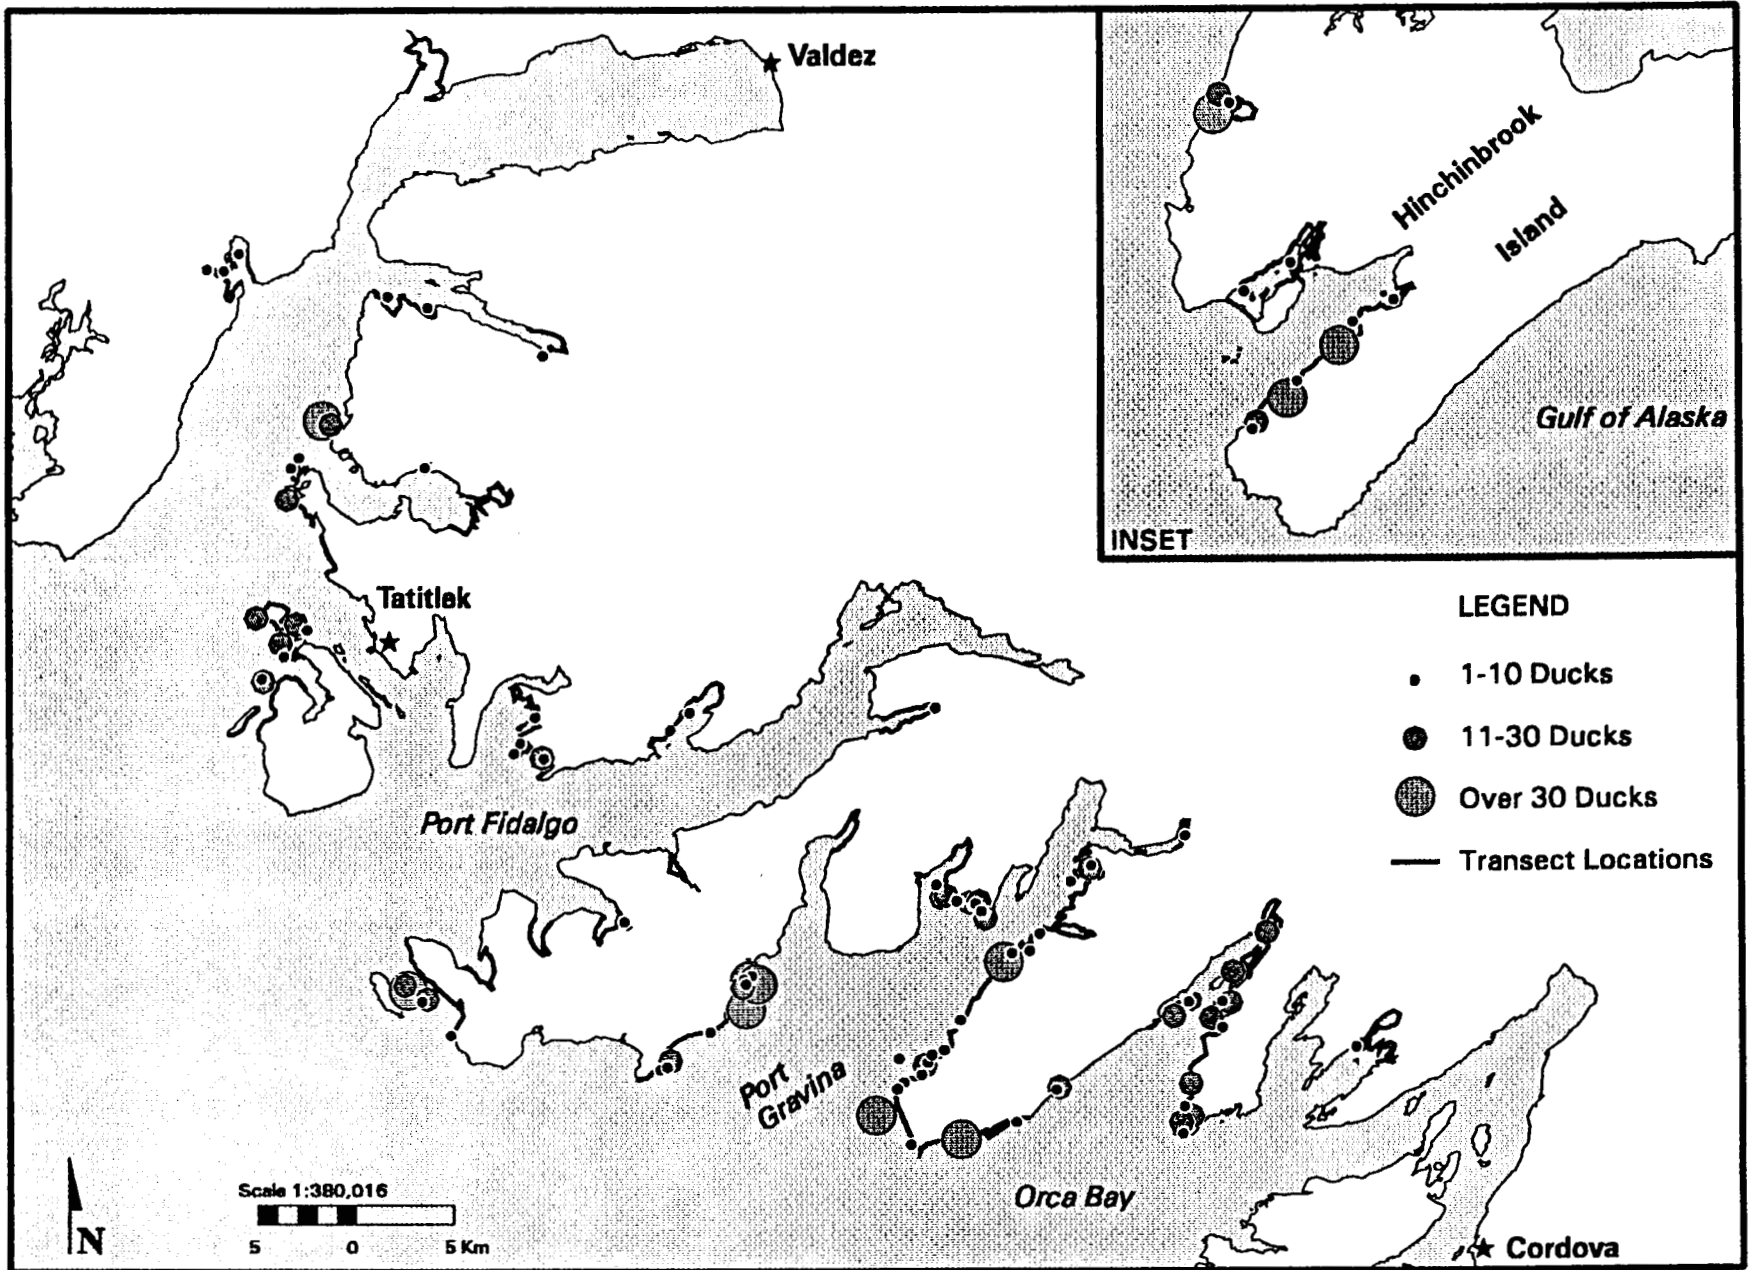 Valdez
Hinchinbrook
Island
Gulf of Alaska
INSET
Tatitlek
LEGEND
1-10 Ducks
11-30 Ducks
Over 30 Ducks
Transect Locations
Port Fidalgo
Port
Gravina
Orca Bay
Scale 1:380,016
5 0 5 Km
N
Cordova